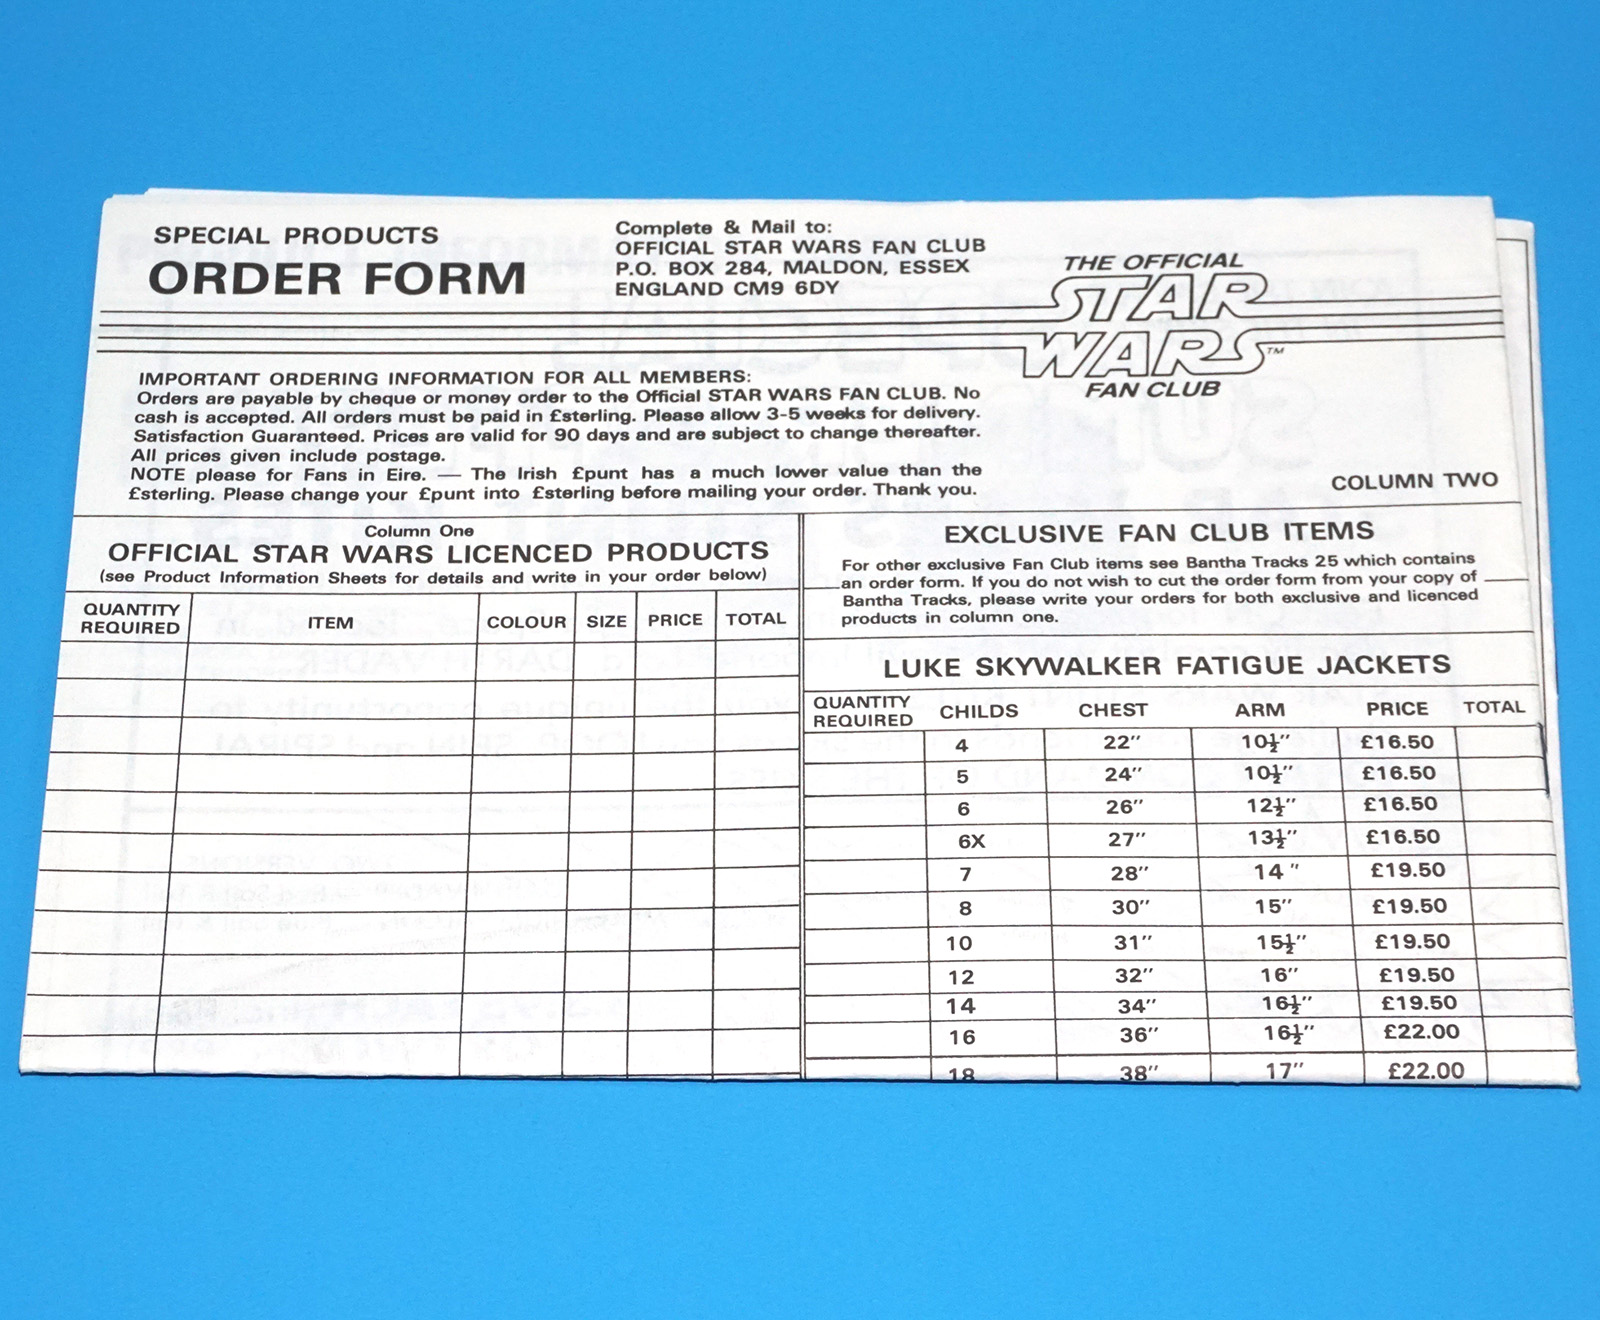 SPECIAL PRODUCTS
ORDER FORM
Complete & Mail to:
OFFICIAL STAR WARS FAN CLUB
P.O. BOX 284, MALDON, ESSEX
ENGLAND CM9 6DY
THE OFFICIAL
STAR
WARS™
FAN CLUB
IMPORTANT ORDERING INFORMATION FOR ALL MEMBERS:
Orders are payable by cheque or money order to the Official STAR WARS FAN CLUB. No
cash is accepted. All orders must be paid in £sterling. Please allow 3-5 weeks for delivery.
Satisfaction Guaranteed. Prices are valid for 90 days and are subject to change thereafter.
All prices given include postage.
NOTE please for Fans in Eire. — The Irish £punt has a much lower value than the
£sterling. Please change your £punt into £sterling before mailing your order. Thank you.
Column One
OFFICIAL STAR WARS LICENCED PRODUCTS
(see Product Information Sheets for details and write in your order below)
QUANTITY REQUIRED ITEM COLOUR SIZE PRICE TOTAL
COLUMN TWO
EXCLUSIVE FAN CLUB ITEMS
For other exclusive Fan Club items see Bantha Tracks 25 which contains
an order form. If you do not wish to cut the order form from your copy of
Bantha Tracks, please write your orders for both exclusive and licenced
products in column one.
LUKE SKYWALKER FATIGUE JACKETS
QUANTITY REQUIRED CHILDS CHEST ARM PRICE TOTAL
4 22″ 10½″ £16.50
5 24″ 10½″ £16.50
6 26″ 12½″ £16.50
6X 27″ 13½″ £16.50
7 28″ 14 ″ £19.50
8 30″ 15″ £19.50
10 31″ 15½″ £19.50
12 32″ 16″ £19.50
14 34″ 16½″ £19.50
16 36″ 16½″ £22.00
18 38″ 17″ £22.00